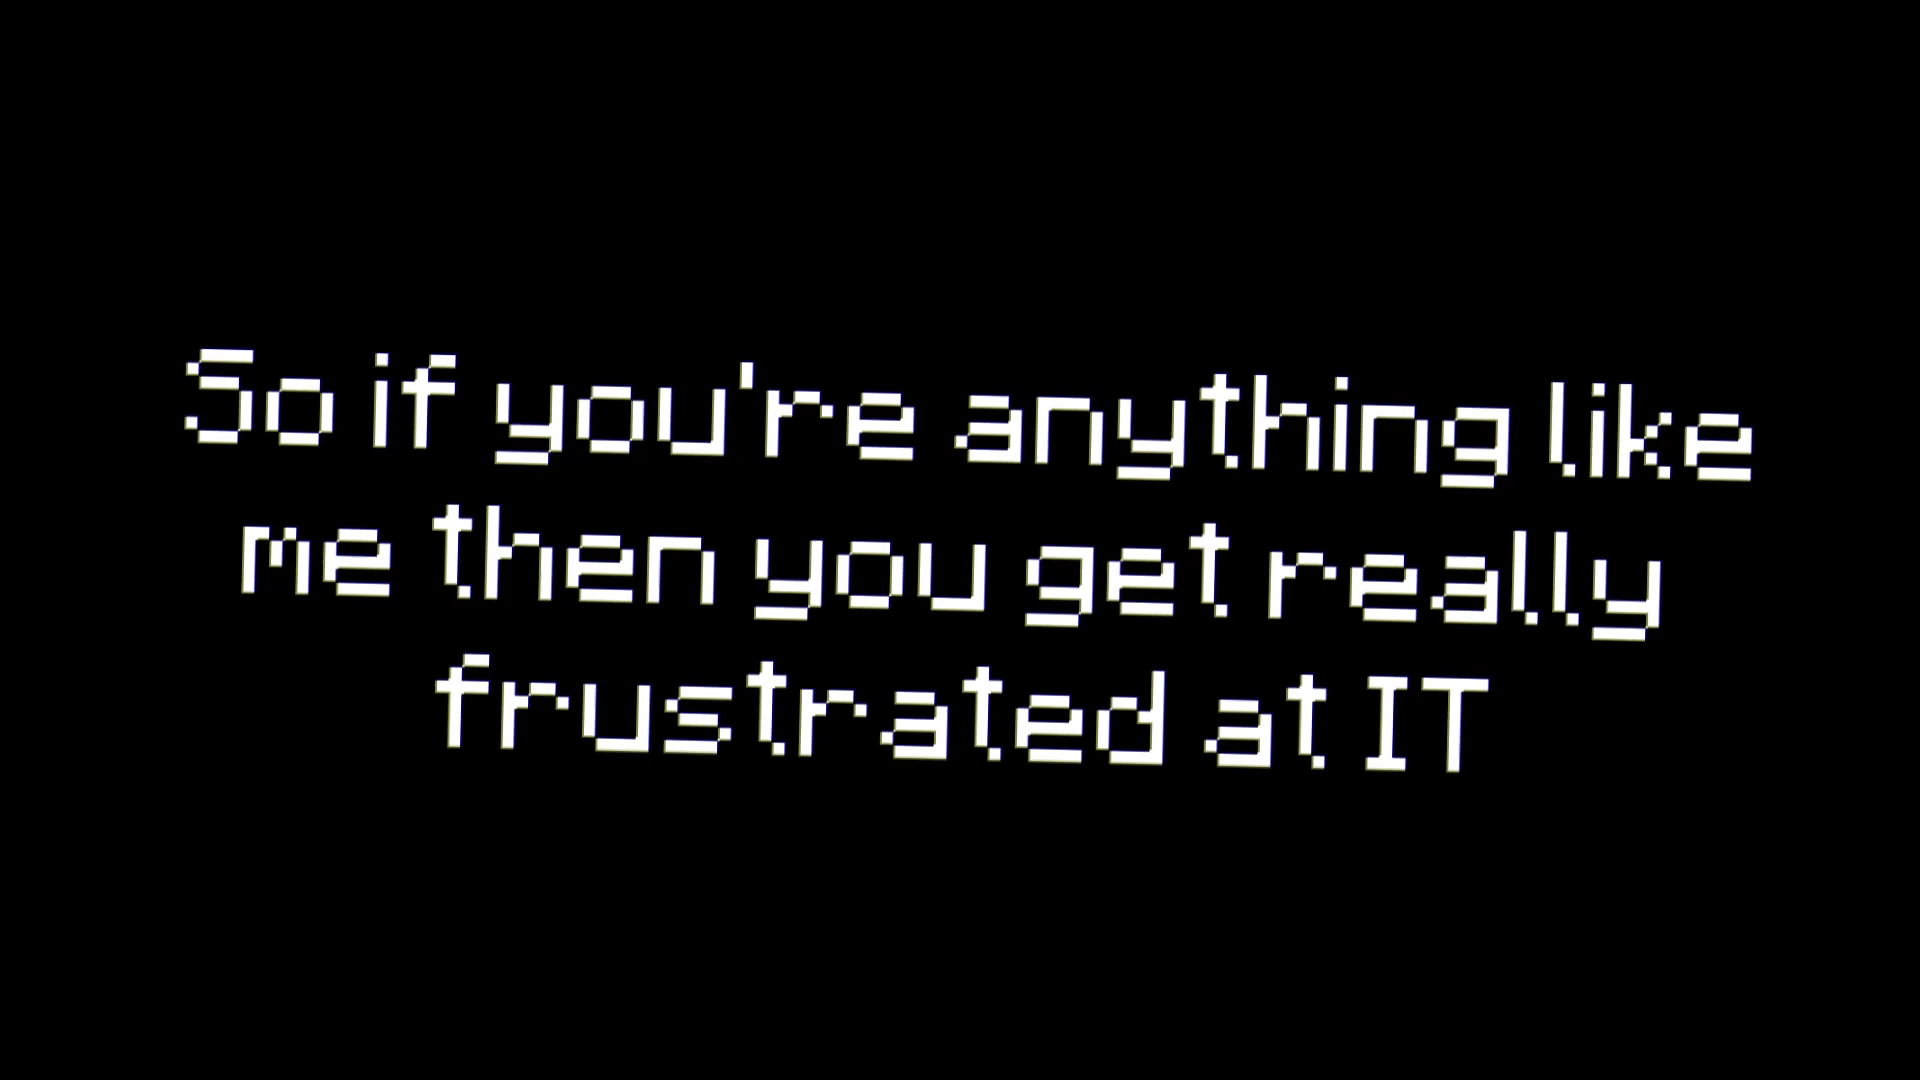 So if you're anything like
me then you get really
frustrated at IT